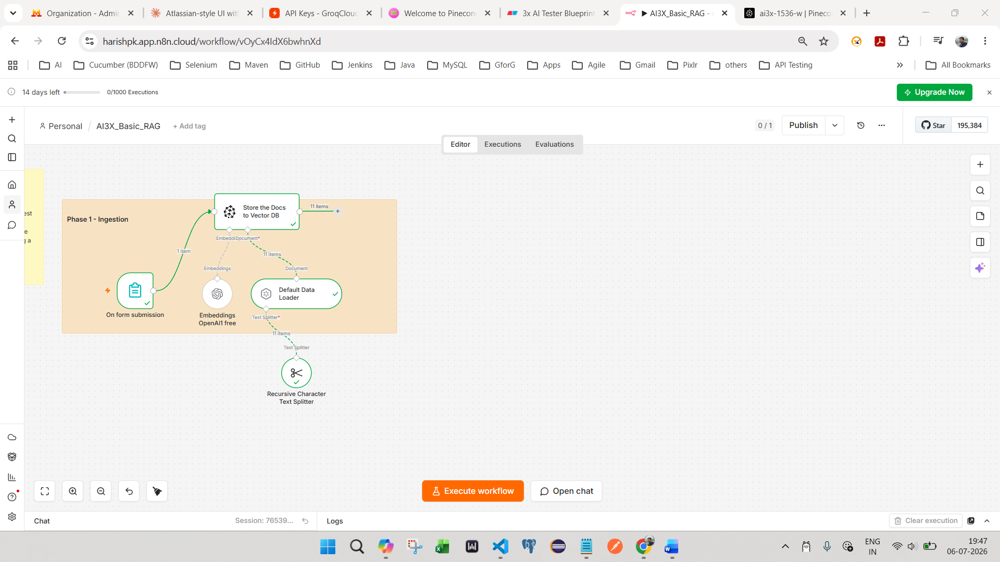 Organization - Admir
Atlassian-style UI with
API Keys - GroqCloud
Welcome to Pinecon
3x AI Tester Blueprint
▶ AI3X_Basic_RAG -
ai3x-1536-w | Pineco
harishpk.app.n8n.cloud/workflow/vOyCx4IdX6bwhnXd
AI
Cucumber (BDDFW)
Selenium
Maven
GitHub
Jenkins
Java
MySQL
GforG
Apps
Agile
Gmail
Pixlr
others
API Testing
All Bookmarks
14 days left
0/1000 Executions
Upgrade Now
Personal / AI3X_Basic_RAG
+ Add tag
0 / 1
Publish
Star
195,384
Editor
Executions
Evaluations
est
e
g a
Phase 1 - Ingestion
Store the Docs
to Vector DB
11 items
Document*
1 item
11 items
Embeddings
Document
Default Data
Loader
On form submission
Embeddings
OpenAI1 free
Text Splitter*
11 items
Text Splitter
Recursive Character
Text Splitter
Execute workflow
Open chat
Chat
Session: 76539...
Logs
Clear execution
ENG
IN
19:47
06-07-2026